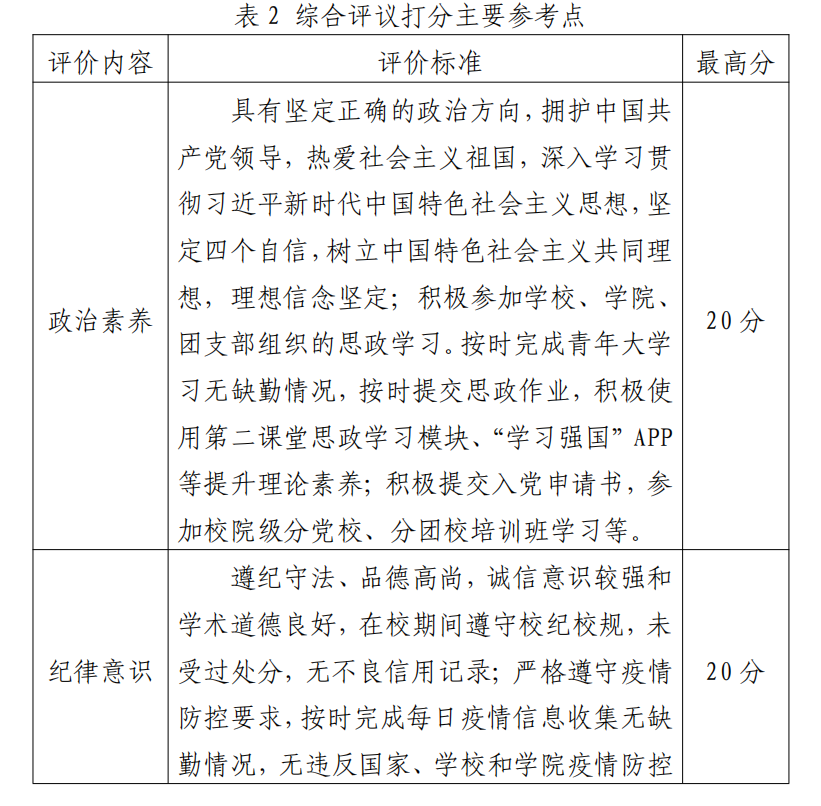 表 2 综合评议打分主要参考点
评价内容 评价标准 最高分
具有坚定正确的政治方向，拥护中国共
产党领导，热爱社会主义祖国，深入学习贯
彻习近平新时代中国特色社会主义思想，坚
定四个自信，树立中国特色社会主义共同理
想，理想信念坚定；积极参加学校、学院、
政治素养
20 分
团支部组织的思政学习。按时完成青年大学
习无缺勤情况，按时提交思政作业，积极使
用第二课堂思政学习模块、“学习强国”APP
等提升理论素养；积极提交入党申请书，参
加校院级分党校、分团校培训班学习等。
遵纪守法、品德高尚，诚信意识较强和
学术道德良好，在校期间遵守校纪校规，未
纪律意识
受过处分，无不良信用记录；严格遵守疫情
20 分
防控要求，按时完成每日疫情信息收集无缺
勤情况，无违反国家、学校和学院疫情防控